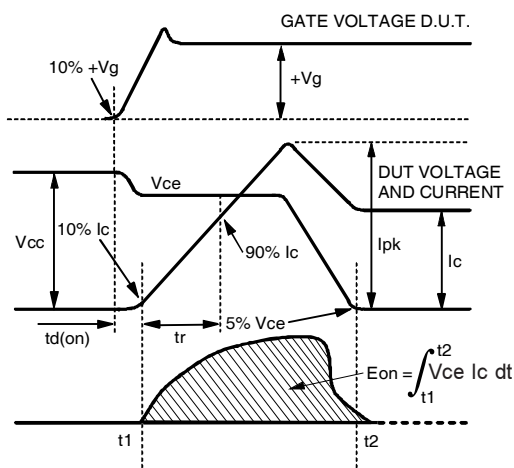 GATE VOLTAGE D.U.T.
10% +Vg
+Vg
Vce
DUT VOLTAGE
AND CURRENT
Vcc
10% Ic
90% Ic
Ipk
Ic
td(on)
tr
5% Vce
Eon = ∫ Vce Ic dt
t2
t1
t1
t2